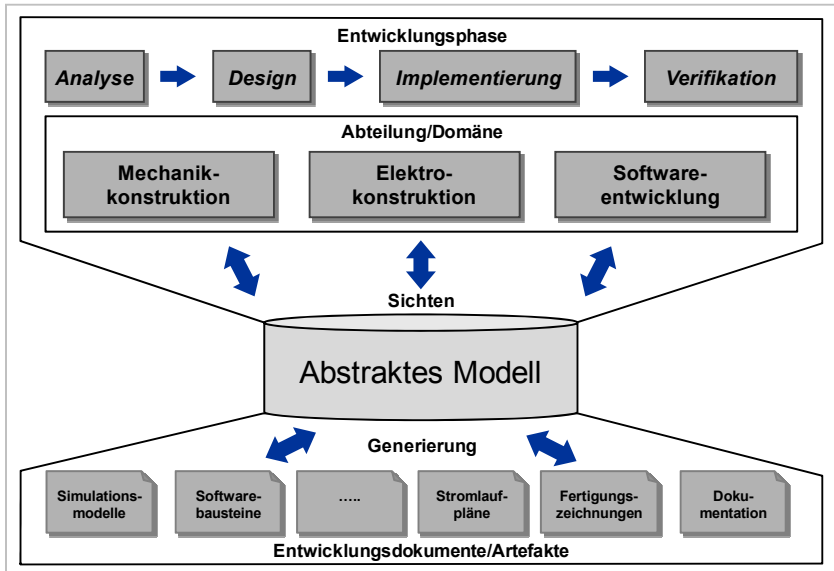 Entwicklungsphase
Analyse
Design
Implementierung
Verifikation
Abteilung/Domäne
Mechanik-
konstruktion
Elektro-
konstruktion
Software-
entwicklung
Sichten
Abstraktes Modell
Generierung
Simulations-
modelle
Software-
bausteine
.....
Stromlauf-
pläne
Fertigungs-
zeichnungen
Doku-
mentation
Entwicklungsdokumente/Artefakte